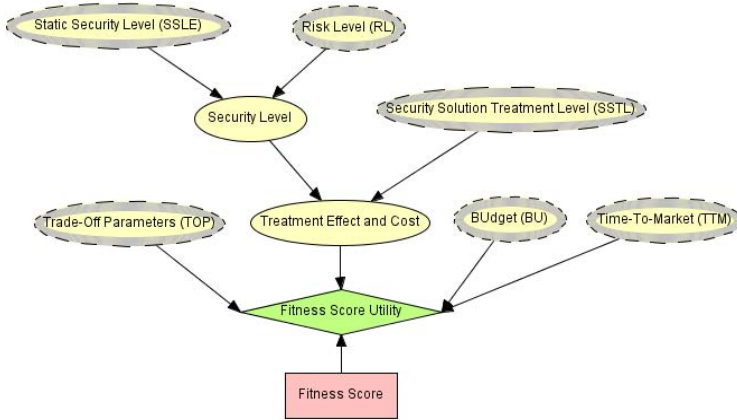 Static Security Level (SSLE)
Risk Level (RL)
Security Level
Security Solution Treatment Level (SSTL)
Trade-Off Parameters (TOP)
Treatment Effect and Cost
BUdget (BU)
Time-To-Market (TTM)
Fitness Score Utility
Fitness Score